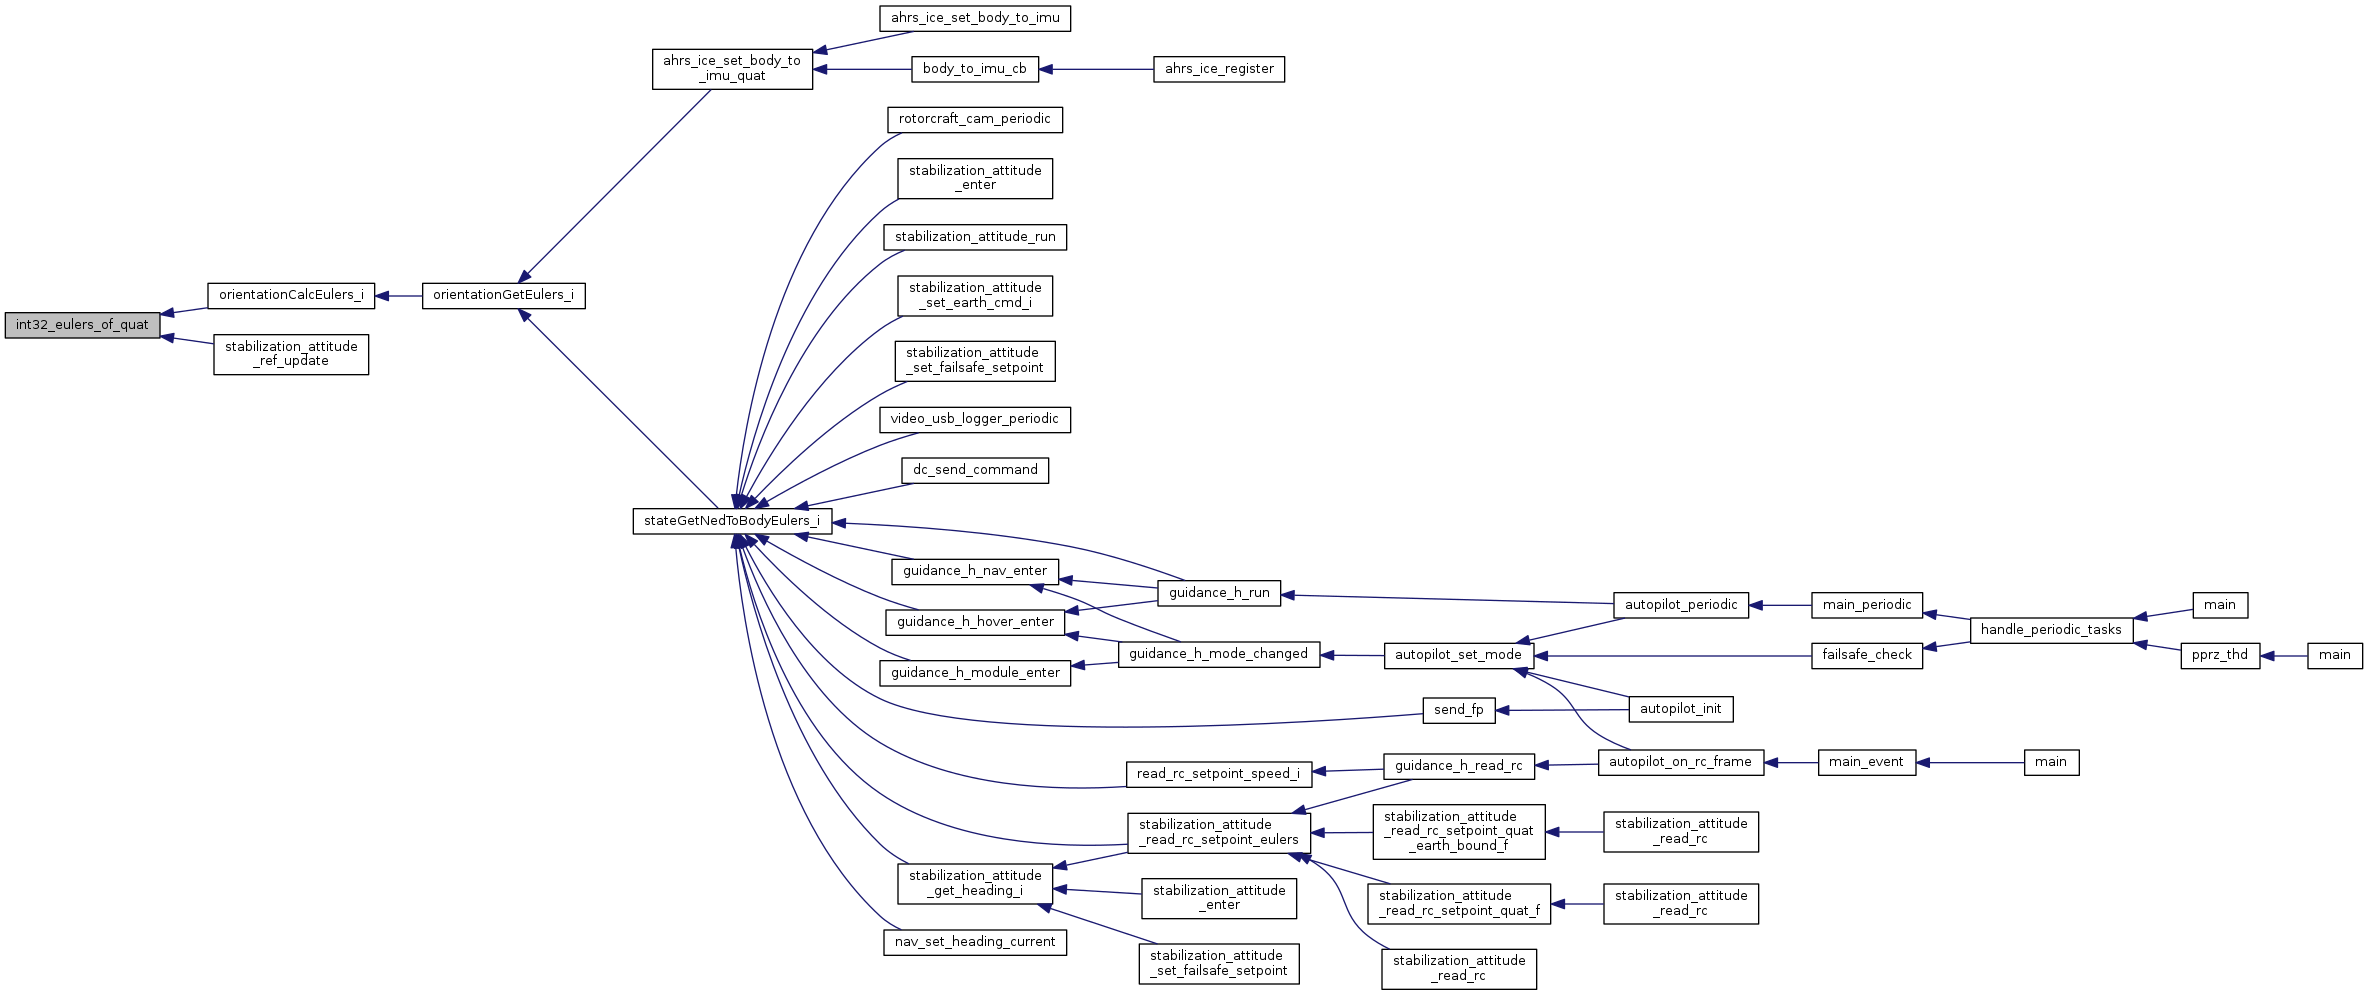 int32_eulers_of_quat
orientationCalcEulers_i
stabilization_attitude
_ref_update
orientationGetEulers_i
ahrs_ice_set_body_to
_imu_quat
ahrs_ice_set_body_to_imu
body_to_imu_cb
ahrs_ice_register
stateGetNedToBodyEulers_i
rotorcraft_cam_periodic
stabilization_attitude
_enter
stabilization_attitude_run
stabilization_attitude
_set_earth_cmd_i
stabilization_attitude
_set_failsafe_setpoint
video_usb_logger_periodic
dc_send_command
guidance_h_nav_enter
guidance_h_hover_enter
guidance_h_module_enter
guidance_h_run
guidance_h_mode_changed
autopilot_set_mode
autopilot_periodic
main_periodic
failsafe_check
handle_periodic_tasks
main
pprz_thd
main
send_fp
autopilot_init
read_rc_setpoint_speed_i
guidance_h_read_rc
autopilot_on_rc_frame
main_event
main
stabilization_attitude
_read_rc_setpoint_eulers
stabilization_attitude
_read_rc_setpoint_quat
_earth_bound_f
stabilization_attitude
_read_rc
stabilization_attitude
_get_heading_i
stabilization_attitude
_enter
stabilization_attitude
_read_rc_setpoint_quat_f
stabilization_attitude
_read_rc
nav_set_heading_current
stabilization_attitude
_set_failsafe_setpoint
stabilization_attitude
_read_rc